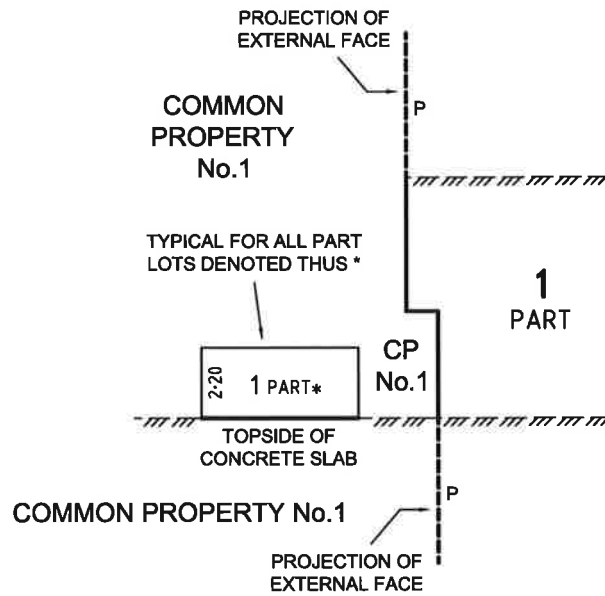 PROJECTION OF
EXTERNAL FACE
P
COMMON
PROPERTY
No.1
TYPICAL FOR ALL PART
LOTS DENOTED THUS *
1
PART
CP
No.1
2·20
1 PART*
TOPSIDE OF
CONCRETE SLAB
P
COMMON PROPERTY No.1
PROJECTION OF
EXTERNAL FACE